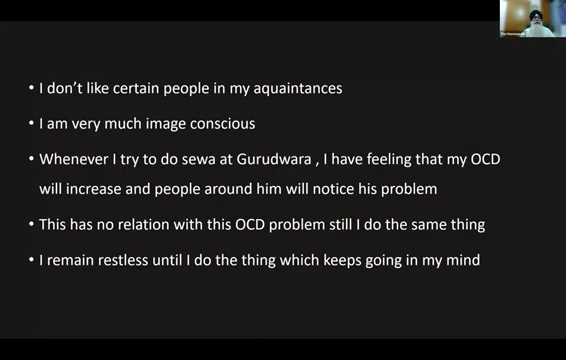 • I don't like certain people in my aquaintances
• I am very much image conscious
• Whenever I try to do sewa at Gurudwara , I have feeling that my OCD
will increase and people around him will notice his problem
• This has no relation with this OCD problem still I do the same thing
• I remain restless until I do the thing which keeps going in my mind